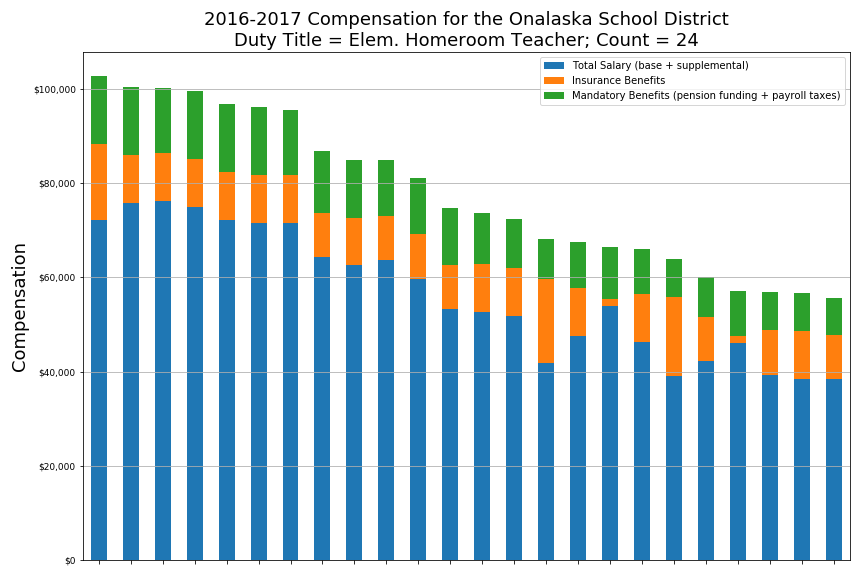 2016-2017 Compensation for the Onalaska School District
Duty Title = Elem. Homeroom Teacher; Count = 24
Total Salary (base + supplemental)
Insurance Benefits
Mandatory Benefits (pension funding + payroll taxes)
Compensation
$100,000
$80,000
$60,000
$40,000
$20,000
$0